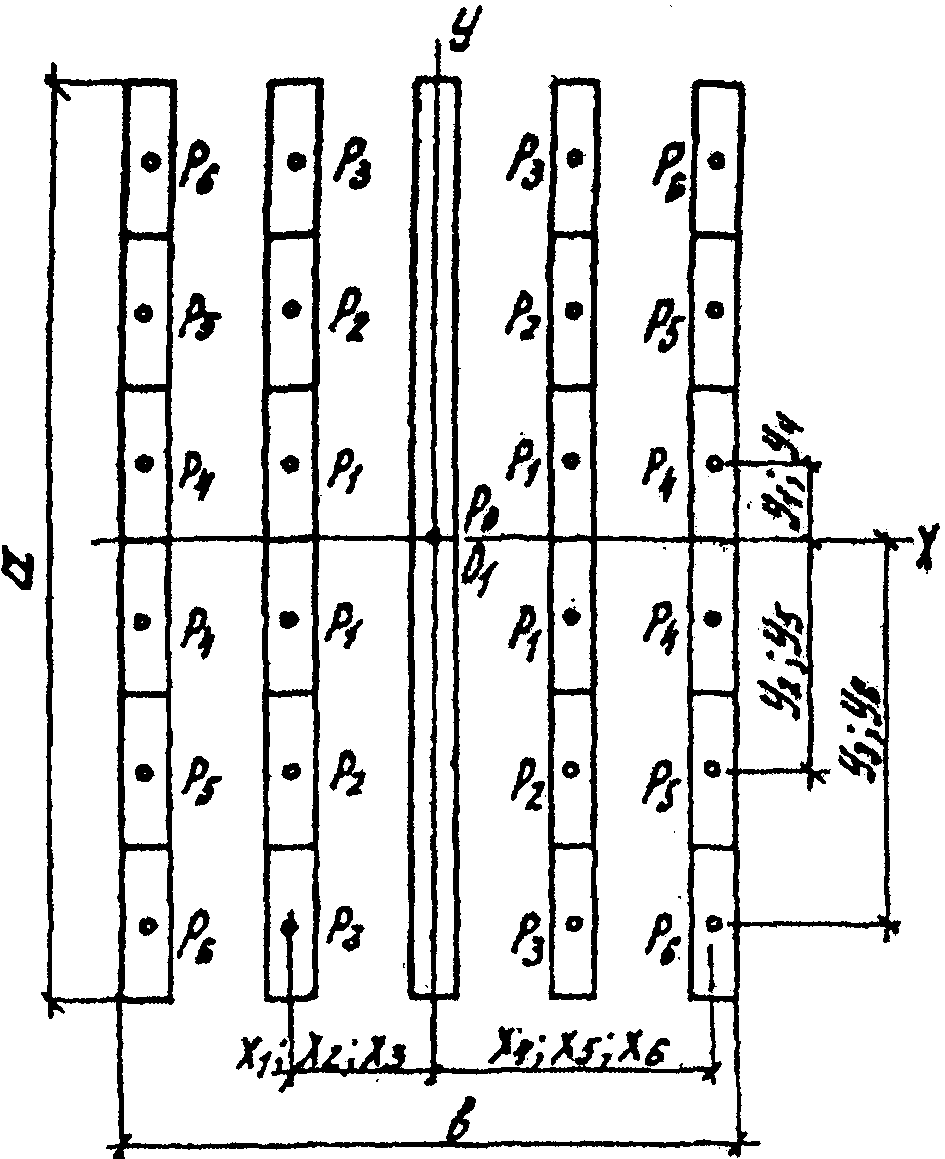 У
P6 P3 P3 P6
P5 P2 P2 P5
P4 P1 P1 P4
y1; y4
P0
a X
O1
P4 P1 P1 P4
y2; y5
y3; y6
P5 P2 P2 P5
P6 P3 P3 P6
X1; X2; X3 X4; X5; X6
в